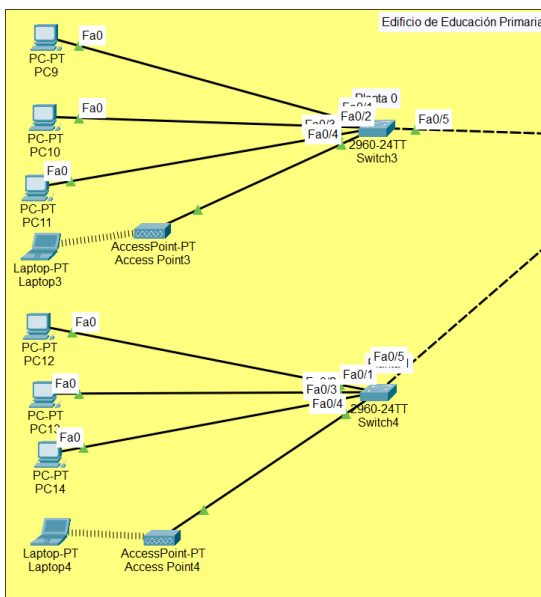 Edificio de Educación Primaria
Fa0
PC-PT
PC9
Planta 0
Fa0/1
Fa0/2
Fa0
Fa0/3
Fa0/4
Fa0/5
PC-PT
PC10
2960-24TT
Switch3
Fa0
PC-PT
PC11
AccessPoint-PT
Access Point3
Laptop-PT
Laptop3
Fa0
PC-PT
PC12
Fa0/5
Fa0/1
Fa0
Fa0/3
Fa0/4
2960-24TT
Switch4
PC-PT
Fa0
PC-PT
PC14
Laptop-PT
Laptop4
AccessPoint-PT
Access Point4